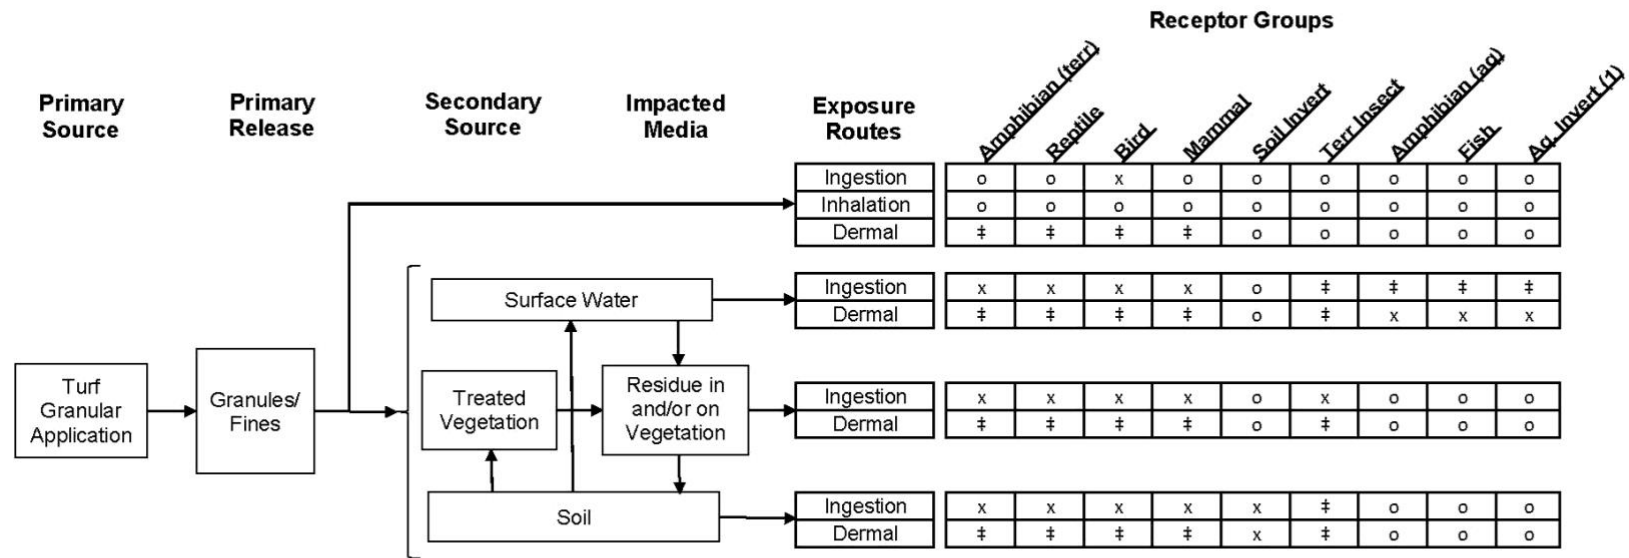 Receptor Groups
Primary
Source
Primary
Release
Secondary
Source
Impacted
Media
Exposure
Routes
Amphibian (terr)
Reptile
Bird
Mammal
Soil Invert
Terr Insect
Amphibian (aq)
Fish
Aq. Invert (1)
Ingestion o o x o o o o o o
Inhalation o o o o o o o o o
Dermal ‡ ‡ ‡ ‡ o o o o o
Surface Water
Ingestion x x x x o ‡ ‡ ‡ ‡
Dermal ‡ ‡ ‡ ‡ o ‡ x x x
Turf
Granular
Application
Granules/
Fines
Treated
Vegetation
Residue in
and/or on
Vegetation
Ingestion x x x x o x o o o
Dermal ‡ ‡ ‡ ‡ o ‡ o o o
Soil
Ingestion x x x x x ‡ o o o
Dermal ‡ ‡ ‡ ‡ x ‡ o o o